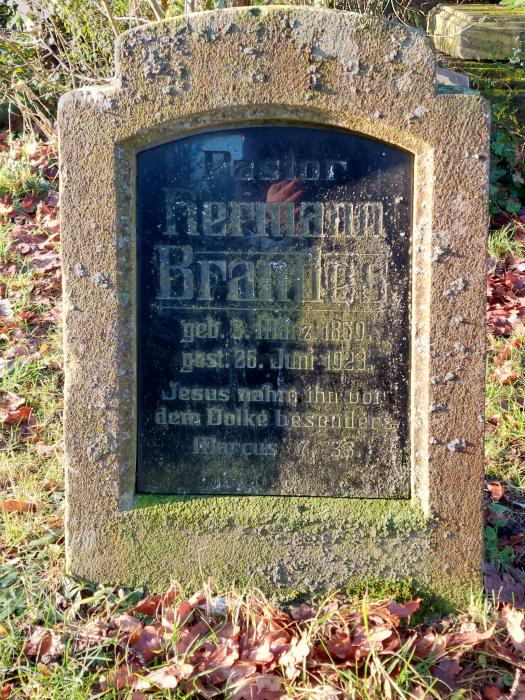 Pastor
Hermann
Brandes
geb. 3. März 1850,
gest. 26. Juni 1929.
Jesus nahm ihn vor
dem Volke besonders.
Marcus 7. 33.